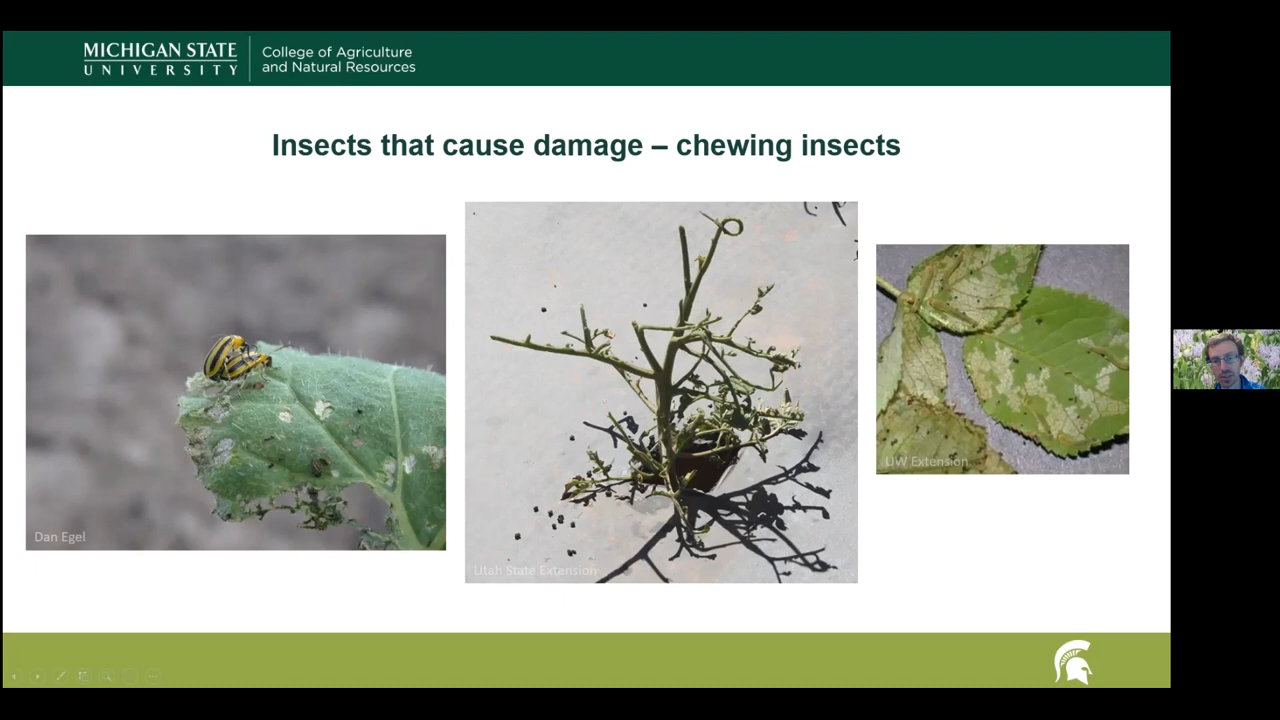 MICHIGAN STATE
UNIVERSITY
College of Agriculture
and Natural Resources
Insects that cause damage – chewing insects
Dan Egel
Utah State Extension
UW Extension